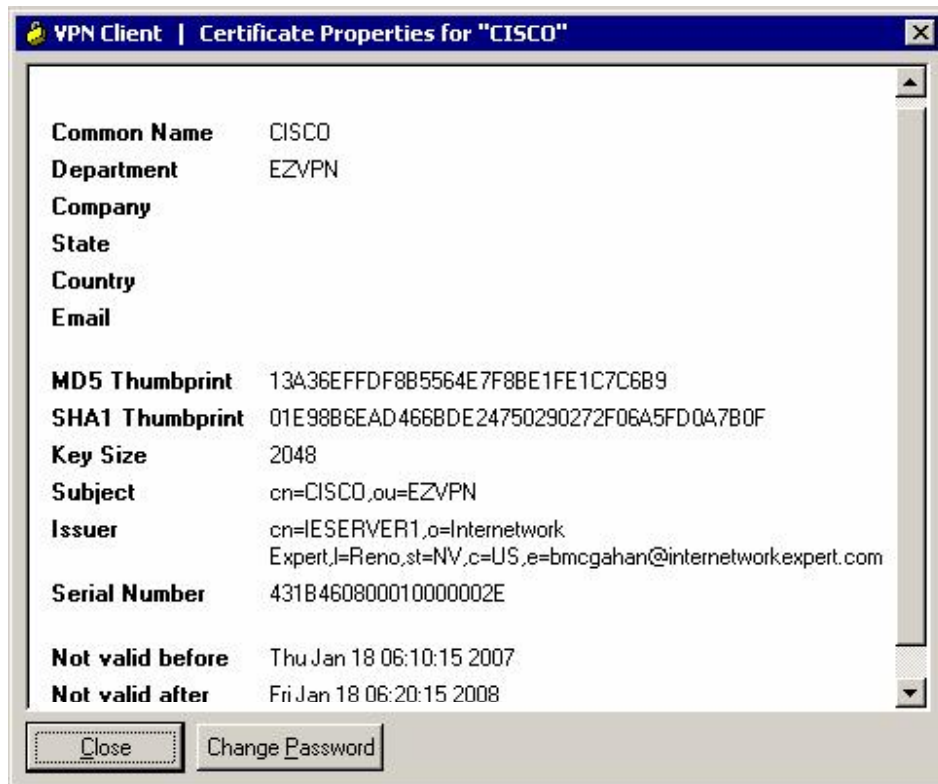 VPN Client | Certificate Properties for "CISCO"
Common Name CISCO
Department EZVPN
Company
State
Country
Email
MD5 Thumbprint 13A36EFFDF8B5564E7F8BE1FE1C7C6B9
SHA1 Thumbprint 01E98B6EAD466BDE24750290272F06A5FD0A7B0F
Key Size 2048
Subject cn=CISCO,ou=EZVPN
Issuer cn=IESERVER1,o=Internetwork
Expert,l=Reno,st=NV,c=US,e=bmcgahan@internetworkexpert.com
Serial Number 431B460800010000002E
Not valid before Thu Jan 18 06:10:15 2007
Not valid after Fri Jan 18 06:20:15 2008
Close Change Password